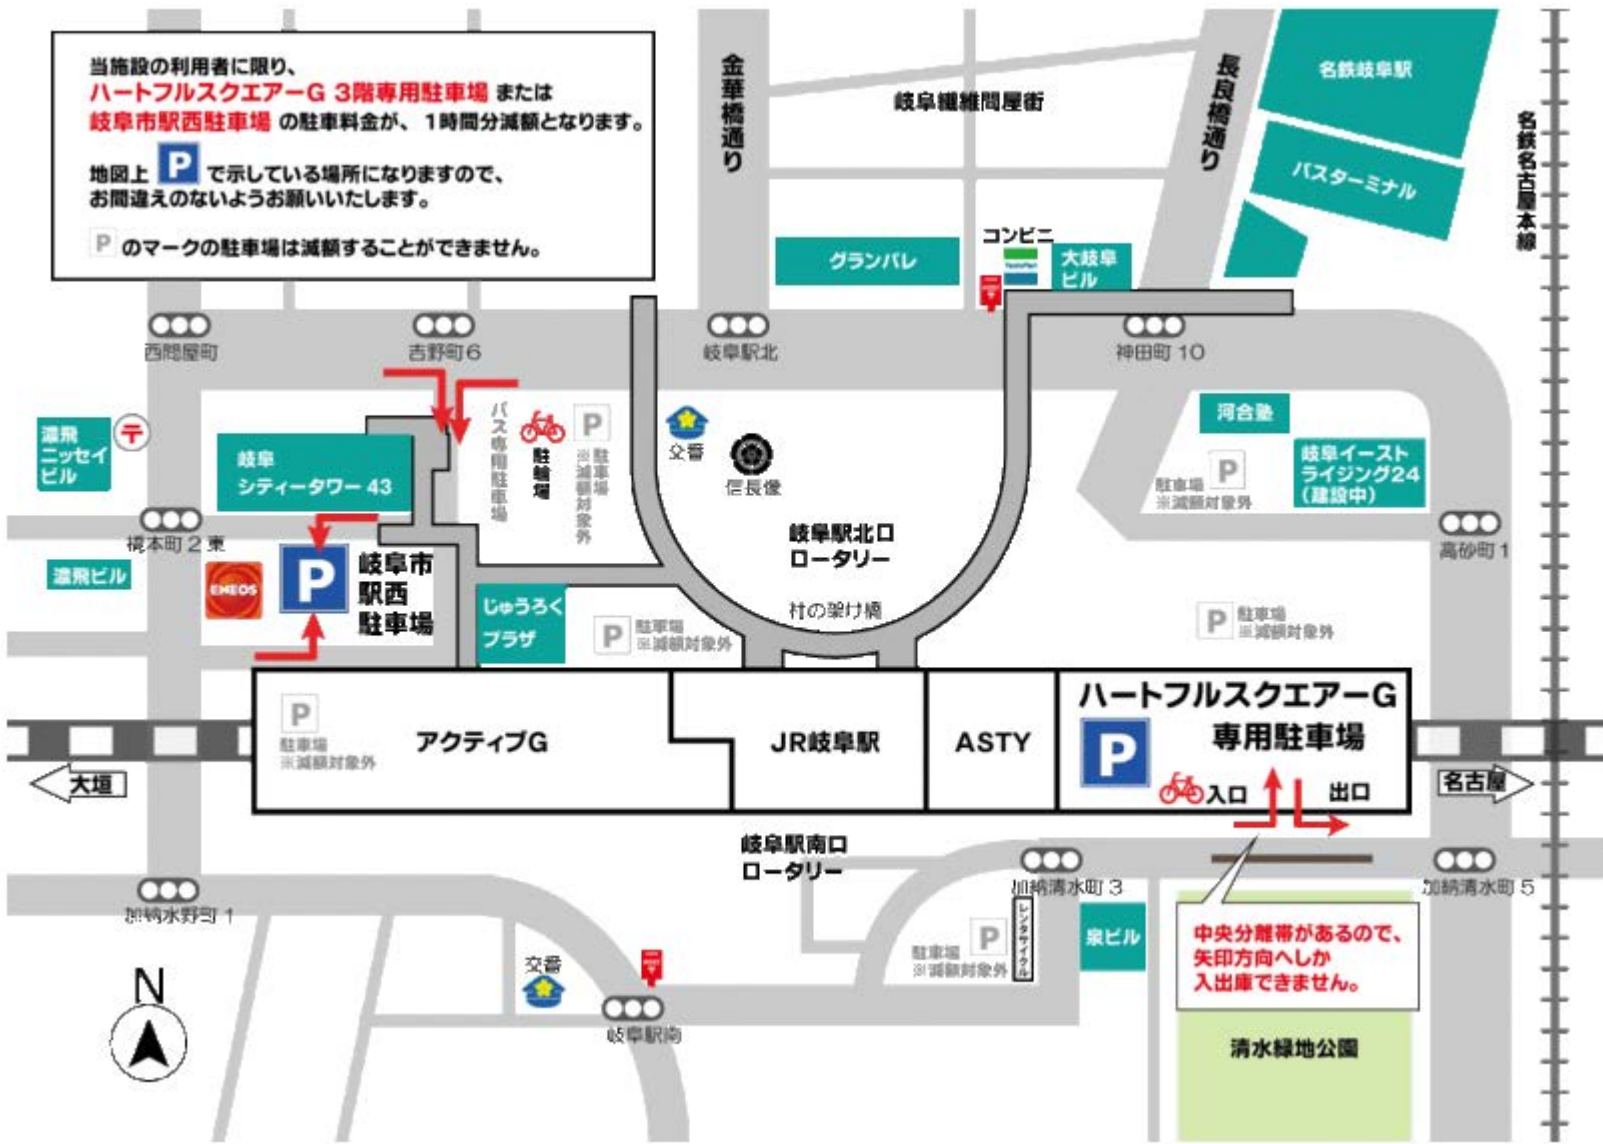 当施設の利用者に限り、
ハートフルスクエアーG 3階専用駐車場 または
岐阜市駅西駐車場 の駐車料金が、1時間分減額となります。
地図上 P で示している場所になりますので、
お間違えのないようお願いいたします。
P のマークの駐車場は減額することができません。
金華橋通り
岐阜繊維問屋街
長良橋通り
名鉄岐阜駅
バスターミナル
名鉄名古屋本線
グランパレ
コンビニ
FamilyMart
大岐阜
ビル
西問屋町
吉野町6
岐阜駅北
神田町 10
濃飛
ニッセイ
ビル
岐阜
シティータワー 43
バス専用駐車場
駐輪場
P
駐車場
※減額対象外
交番
信長像
河合塾
岐阜イースト
ライジング24
(建設中)
P
駐車場
※減額対象外
橋本町 2 東
岐阜駅北口
ロータリー
高砂町 1
濃飛ビル
ENEOS
P
岐阜市
駅西
駐車場
じゅうろく
プラザ
杜の架け橋
P
駐車場
※減額対象外
P
駐車場
※減額対象外
P
駐車場
※減額対象外
アクティブG
JR岐阜駅
ASTY
ハートフルスクエアーG
P
専用駐車場
入口
出口
大垣
名古屋
岐阜駅南口
ロータリー
加納清水町 3
加納清水町 5
加納水野町 1
P
駐車場
※減額対象外
レンタサイクル
泉ビル
中央分離帯があるので、
矢印方向へしか
入出庫できません。
交番
岐阜駅南
清水緑地公園
N